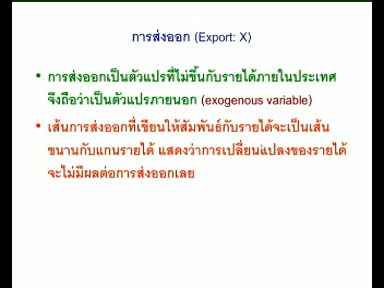 การส่งออก (Export: X)
• การส่งออกเป็นตัวแปรที่ไม่ขึ้นกับรายได้ภายในประเทศ
จึงถือว่าเป็นตัวแปรภายนอก (exogenous variable)
• เส้นการส่งออกที่เขียนให้สัมพันธ์กับรายได้จะเป็นเส้น
ขนานกับแกนรายได้ แสดงว่าการเปลี่ยนแปลงของรายได้
จะไม่มีผลต่อการส่งออกเลย